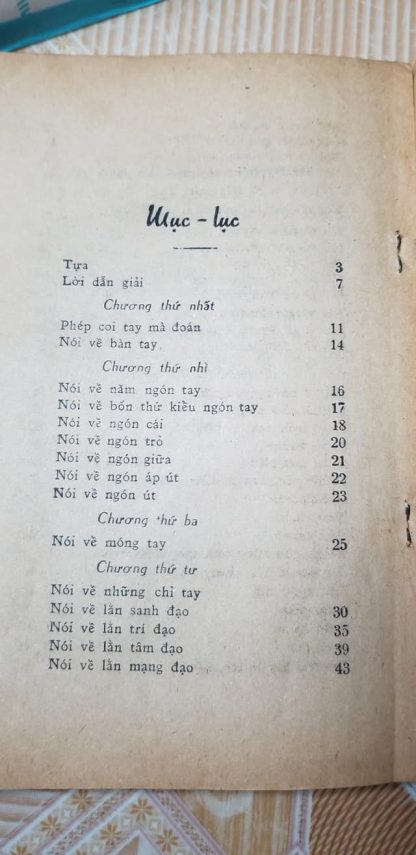 Mục - lục
Tựa 3
Lời dẫn giải 7
Chương thứ nhất
Phép coi tay mà đoán 11
Nói về bàn tay 14
Chương thứ nhì
Nói về năm ngón tay 16
Nói về bốn thứ kiều ngón tay 17
Nói về ngón cái 18
Nói về ngón trỏ 20
Nói về ngón giữa 21
Nói về ngón áp út 22
Nói về ngón út 23
Chương 'hứ ba
Nói về móng tay 25
Chương thứ tư
Nói về những chỉ tay
Nói về lằn sanh đạo 30
Nói về lằn trí đạo 35
Nói về lằn tâm đạo 39
Nói về lằn mạng đạo 43